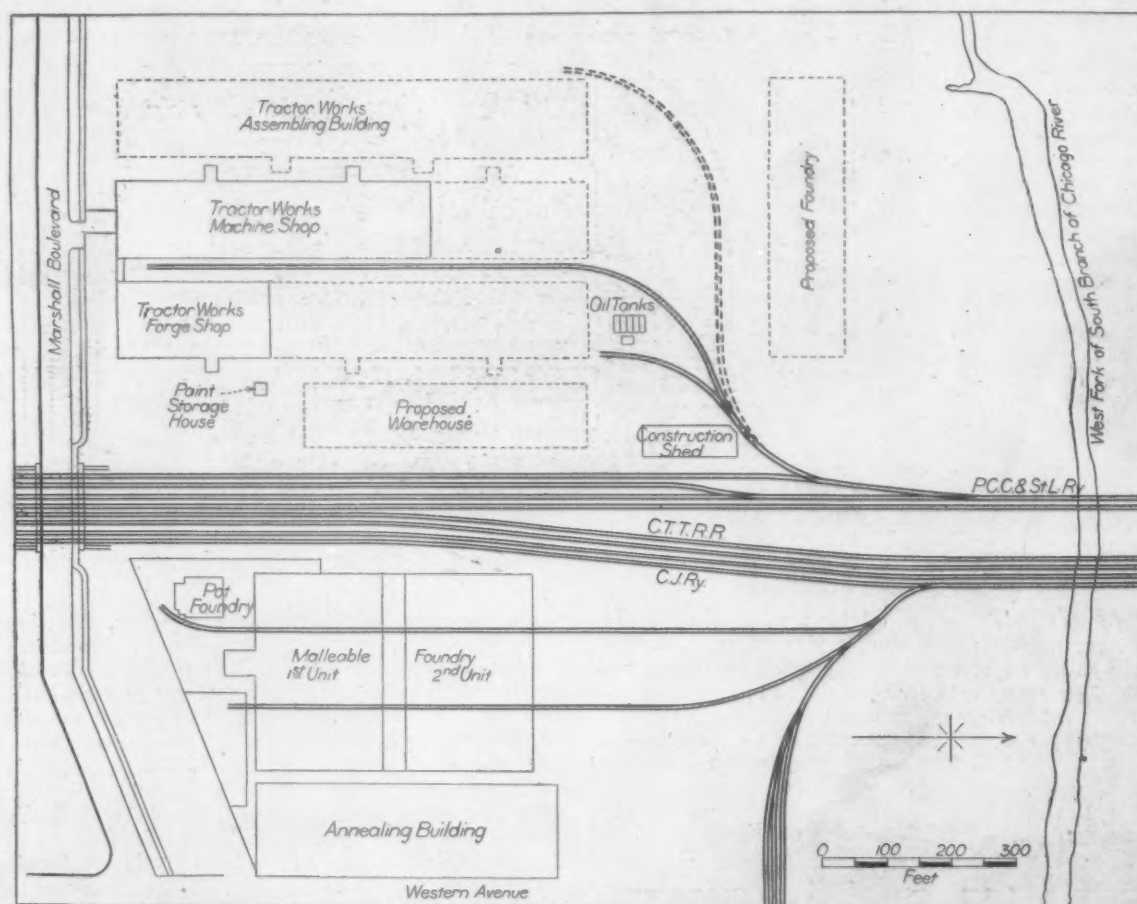 Tractor Works
Assembling Building
Marshall Boulevard
Tractor Works
Machine Shop
Proposed Foundry
West Fork of South Branch of Chicago River
Tractor Works
Forge Shop
Oil Tanks
Paint
Storage
House
Proposed
Warehouse
Construction
Shed
P.C.C.& St L. Ry
C.T.T.R.R.
C.J.Ry.
Pot
Foundry
Malleable
1st Unit
Foundry
2nd Unit
Annealing Building
0 100 200 300
Feet
Western Avenue